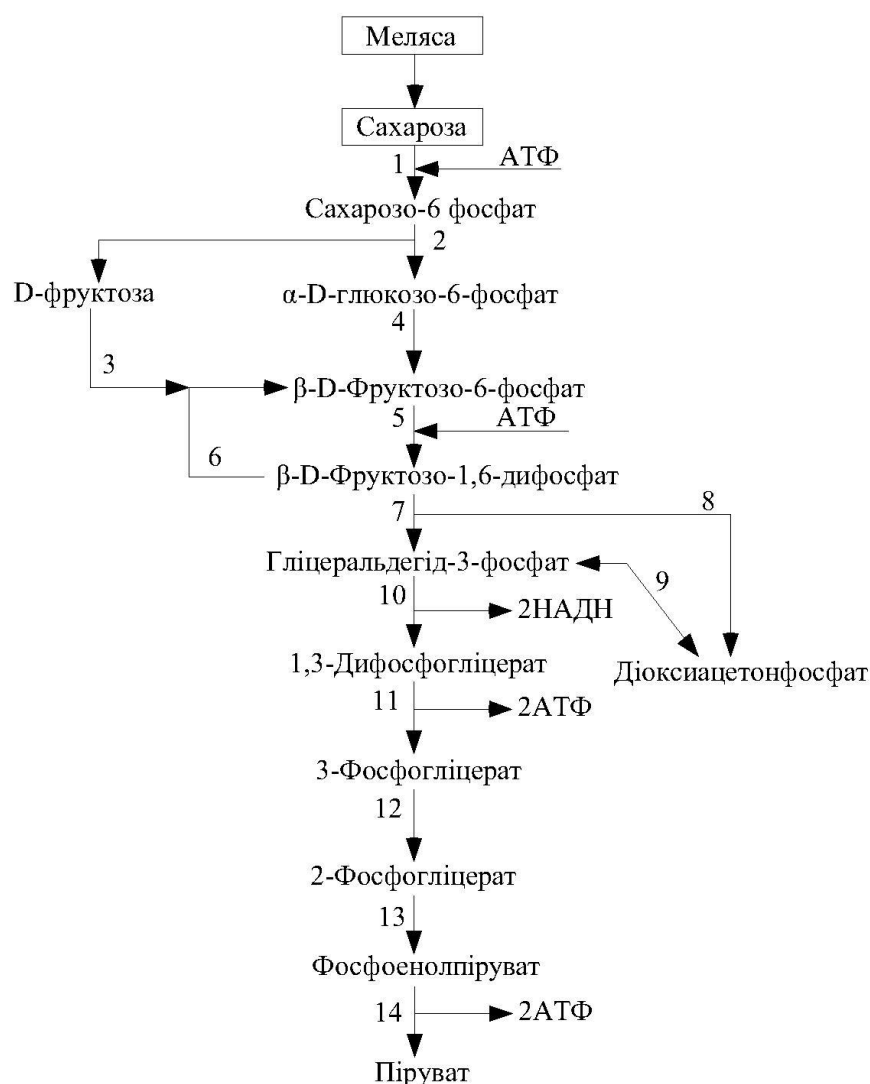 Меляса
Сахароза
1
АТФ
Сахарозо-6 фосфат
2
D-фруктоза
α-D-глюкозо-6-фосфат
4
3
β-D-Фруктозо-6-фосфат
5
АТФ
6
β-D-Фруктозо-1,6-дифосфат
7
8
Гліцеральдегід-3-фосфат
9
10
2НАДН
1,3-Дифосфогліцерат
Діоксиацетонфосфат
11
2АТФ
3-Фосфогліцерат
12
2-Фосфогліцерат
13
Фосфоенолпіруват
14
2АТФ
Піруват